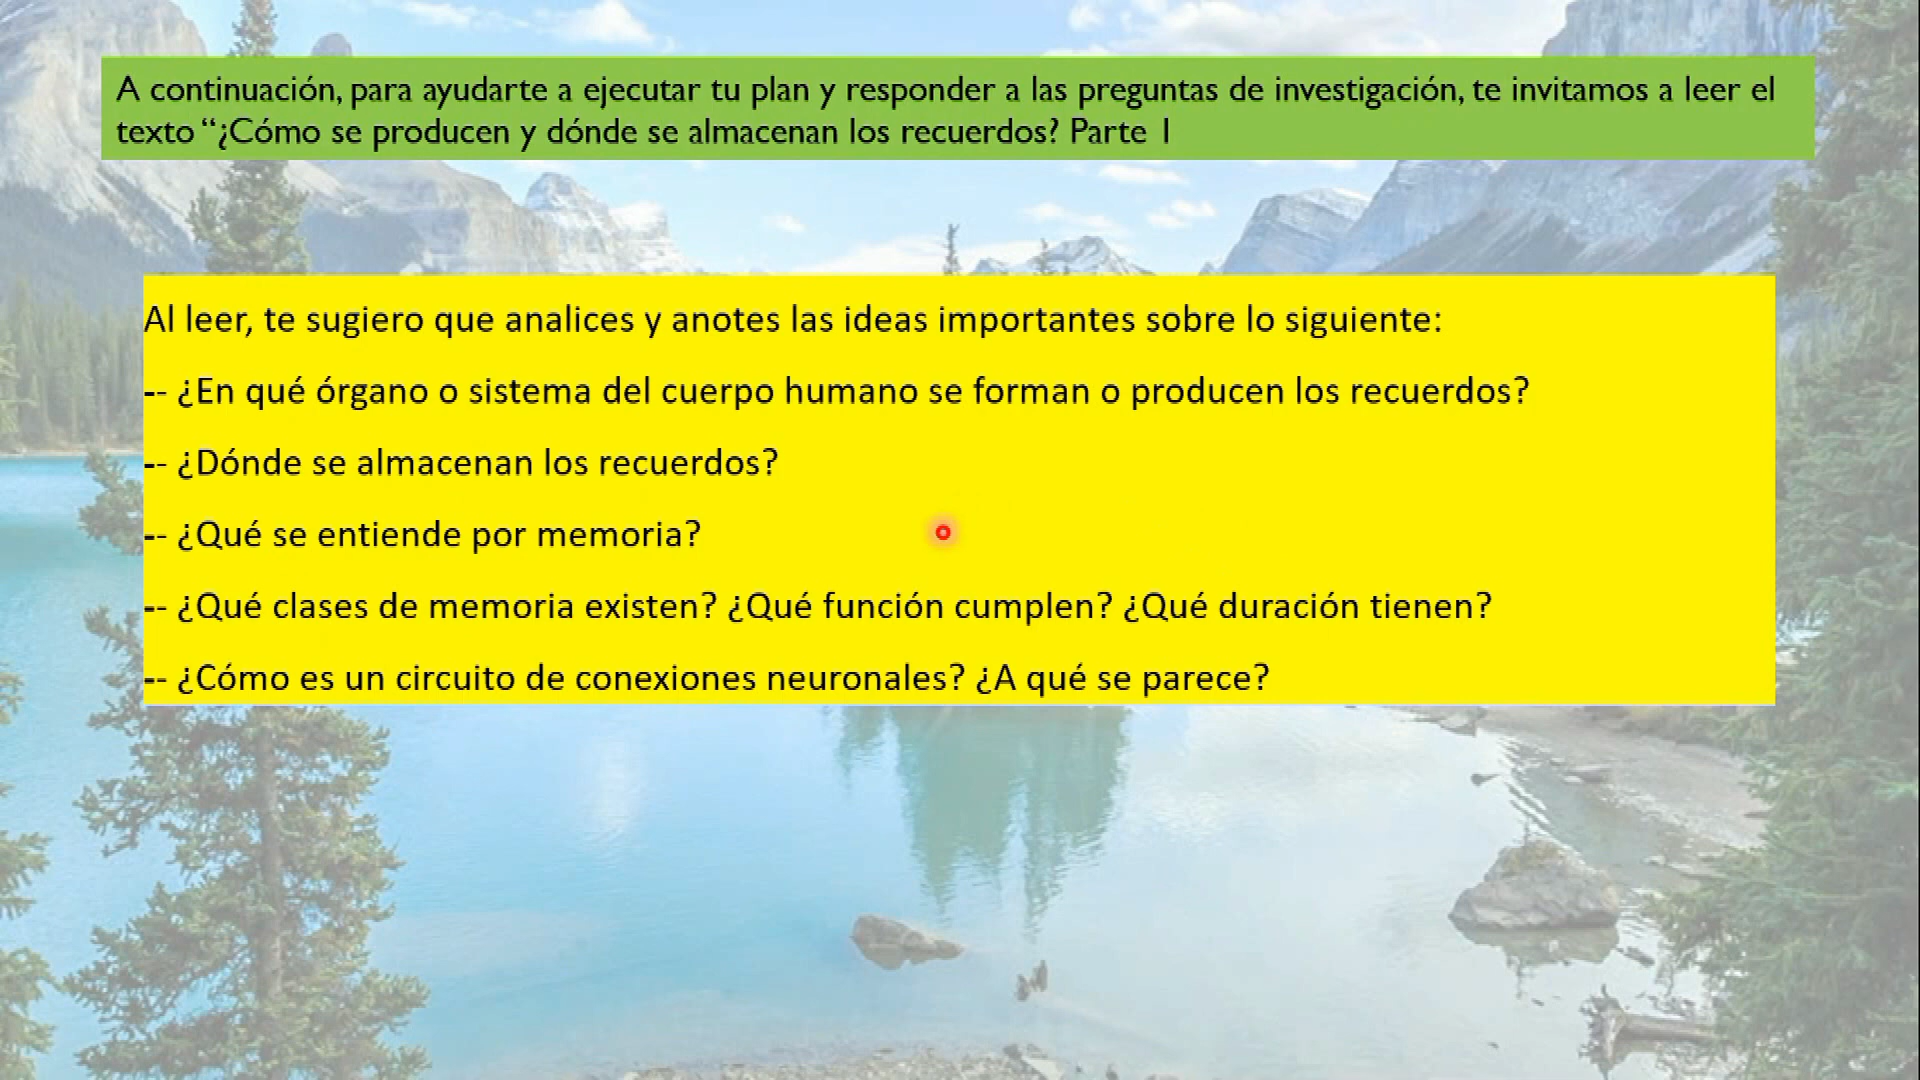 A continuación, para ayudarte a ejecutar tu plan y responder a las preguntas de investigación, te invitamos a leer el
texto “¿Cómo se producen y dónde se almacenan los recuerdos? Parte 1
Al leer, te sugiero que analices y anotes las ideas importantes sobre lo siguiente:
-- ¿En qué órgano o sistema del cuerpo humano se forman o producen los recuerdos?
-- ¿Dónde se almacenan los recuerdos?
-- ¿Qué se entiende por memoria?
-- ¿Qué clases de memoria existen? ¿Qué función cumplen? ¿Qué duración tienen?
-- ¿Cómo es un circuito de conexiones neuronales? ¿A qué se parece?